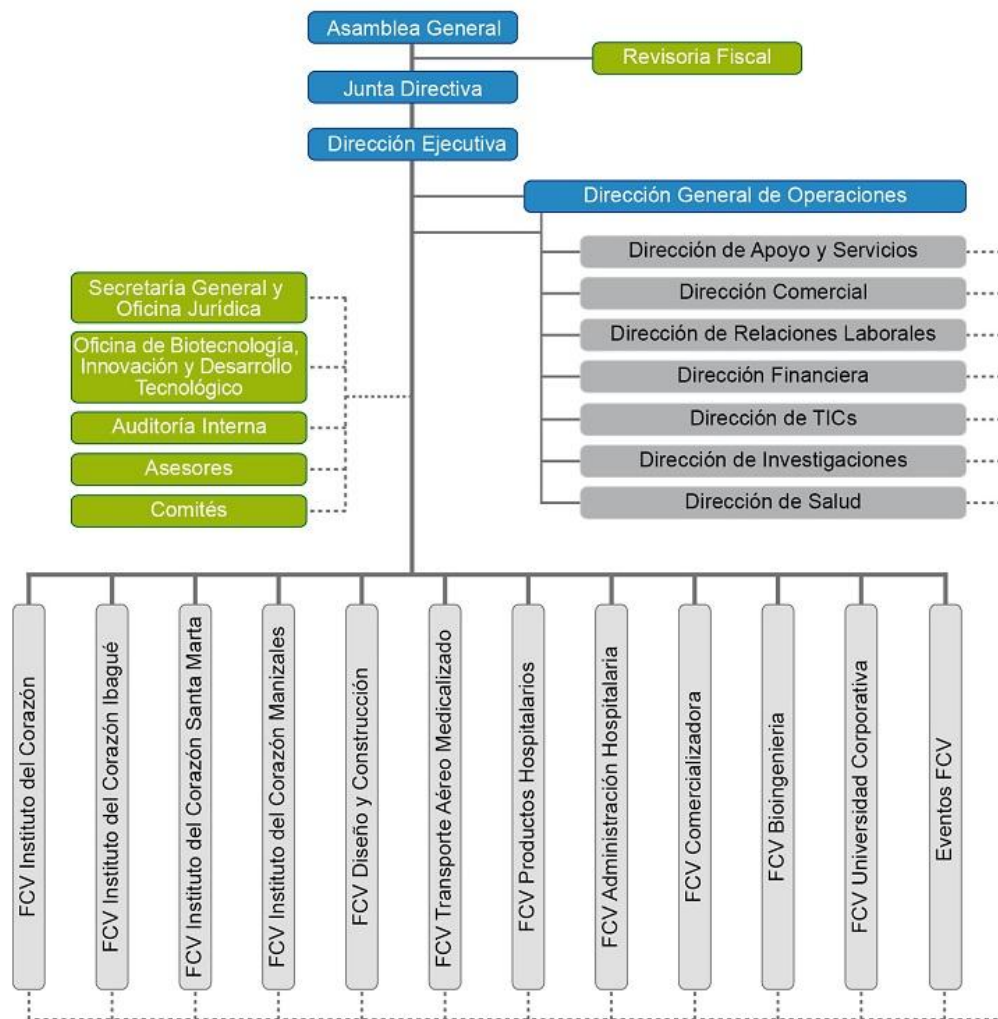 Asamblea General
Revisoria Fiscal
Junta Directiva
Dirección Ejecutiva
Dirección General de Operaciones
Dirección de Apoyo y Servicios
Dirección Comercial
Dirección de Relaciones Laborales
Dirección Financiera
Dirección de TICs
Dirección de Investigaciones
Dirección de Salud
Secretaría General y
Oficina Jurídica
Oficina de Biotecnología,
Innovación y Desarrollo
Tecnológico
Auditoría Interna
Asesores
Comités
FCV Instituto del Corazón
FCV Instituto del Corazón Ibagué
FCV Instituto del Corazón Santa Marta
FCV Instituto del Corazón Manizales
FCV Diseño y Construcción
FCV Transporte Aéreo Medicalizado
FCV Productos Hospitalarios
FCV Administración Hospitalaria
FCV Comercializadora
FCV Bioingenieria
FCV Universidad Corporativa
Eventos FCV